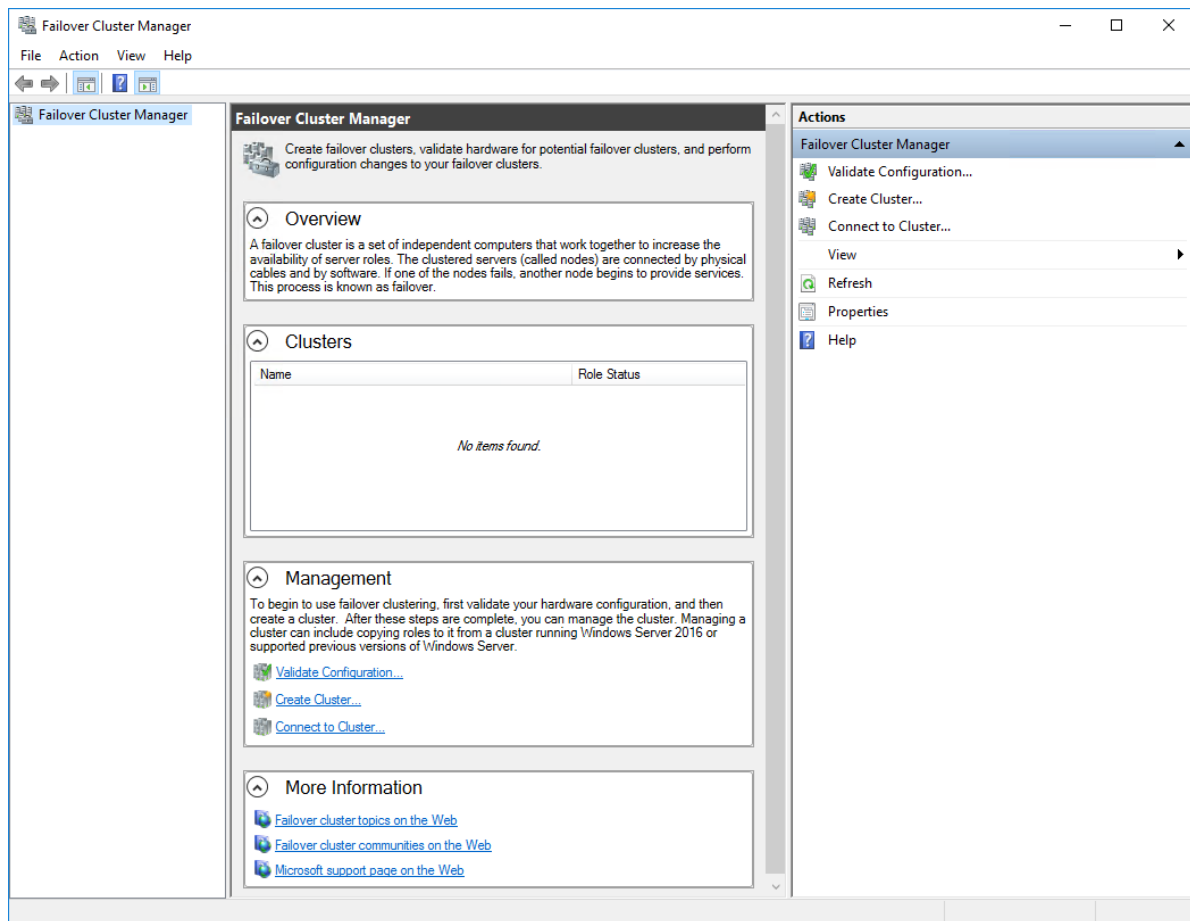 Failover Cluster Manager
File Action View Help
Failover Cluster Manager
Failover Cluster Manager
Create failover clusters, validate hardware for potential failover clusters, and perform
configuration changes to your failover clusters.
Overview
A failover cluster is a set of independent computers that work together to increase the
availability of server roles. The clustered servers (called nodes) are connected by physical
cables and by software. If one of the nodes fails, another node begins to provide services.
This process is known as failover.
Clusters
Name Role Status
No items found.
Management
To begin to use failover clustering, first validate your hardware configuration, and then
create a cluster. After these steps are complete, you can manage the cluster. Managing a
cluster can include copying roles to it from a cluster running Windows Server 2016 or
supported previous versions of Windows Server.
Validate Configuration...
Create Cluster...
Connect to Cluster...
More Information
Failover cluster topics on the Web
Failover cluster communities on the Web
Microsoft support page on the Web
Actions
Failover Cluster Manager
Validate Configuration...
Create Cluster...
Connect to Cluster...
View
Refresh
Properties
Help